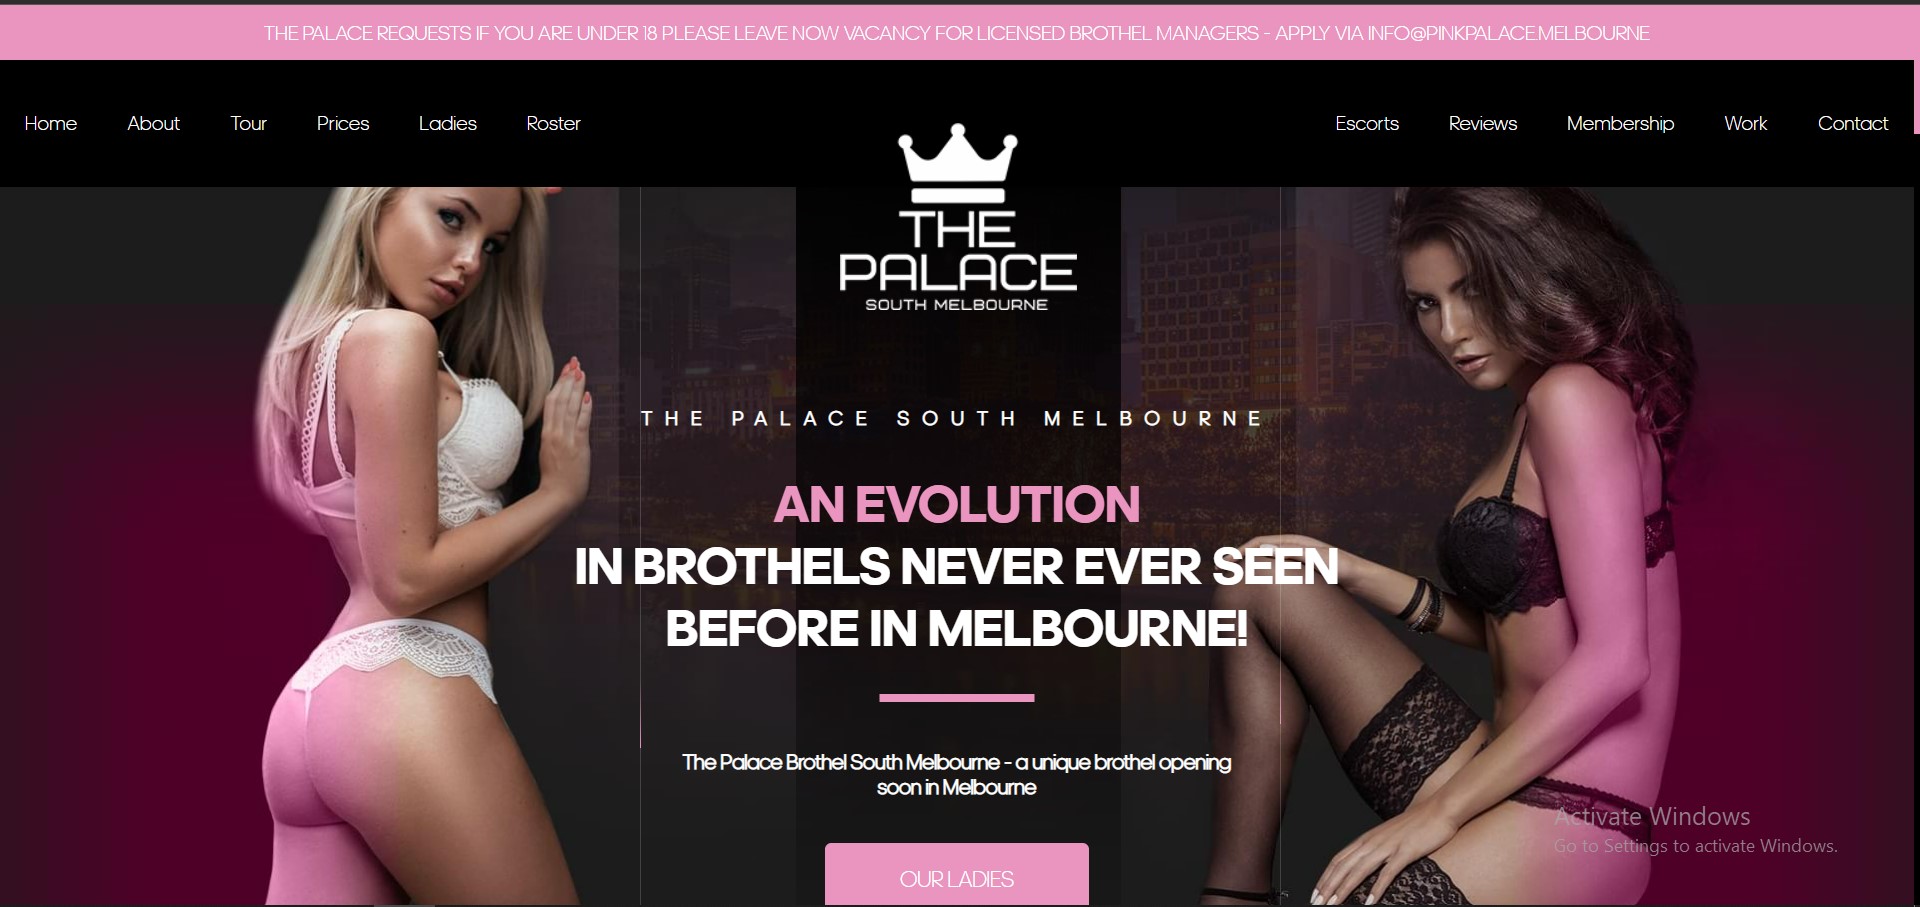 THE PALACE REQUESTS IF YOU ARE UNDER 18 PLEASE LEAVE NOW VACANCY FOR LICENSED BROTHEL MANAGERS - APPLY VIA INFO@PINKPALACE.MELBOURNE
Home About Tour Prices Ladies Roster
Escorts Reviews Membership Work Contact
THE
PALACE
SOUTH MELBOURNE
THE PALACE SOUTH MELBOURNE
AN EVOLUTION
IN BROTHELS NEVER EVER SEEN
BEFORE IN MELBOURNE!
The Palace Brothel South Melbourne - a unique brothel opening
soon in Melbourne
OUR LADIES
Activate Windows
Go to Settings to activate Windows.